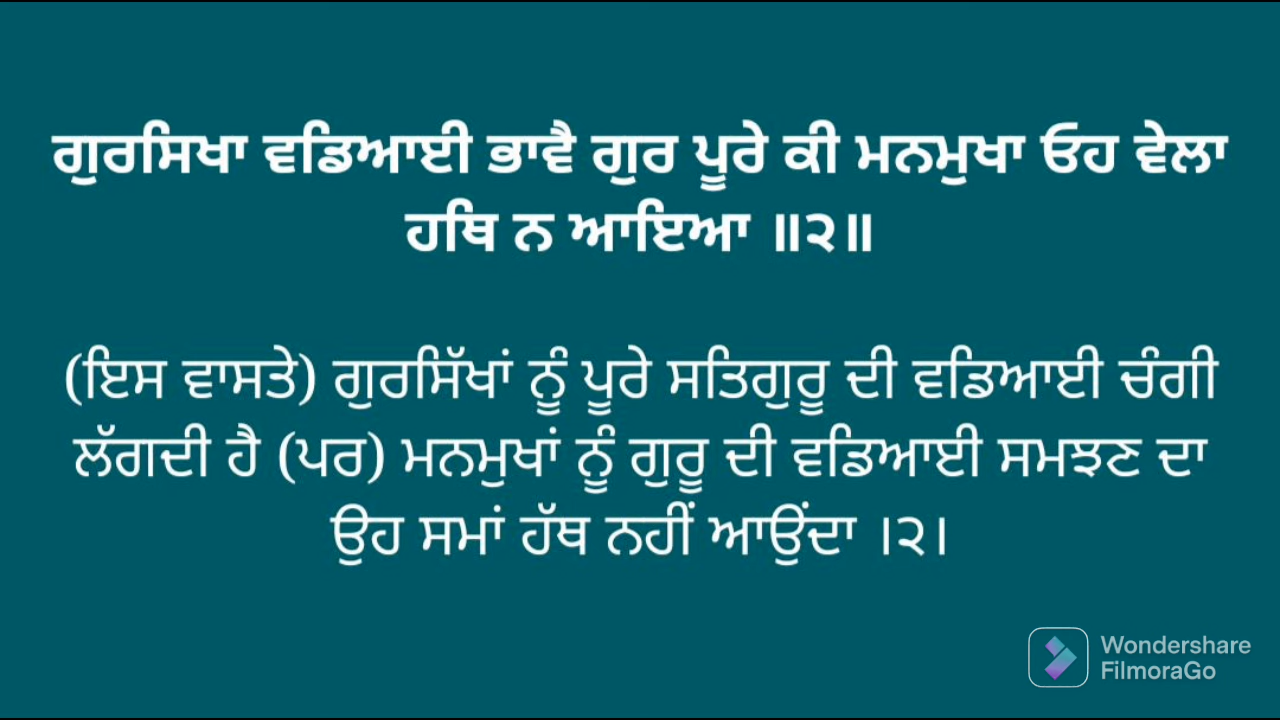 ਗੁਰਸਿਖਾ ਵਡਿਆਈ ਭਾਵੈ ਗੁਰ ਪੂਰੇ ਕੀ ਮਨਮੁਖਾ ਓਹ ਵੇਲਾ
ਹਥਿ ਨ ਆਇਆ ॥੨॥
(ਇਸ ਵਾਸਤੇ) ਗੁਰਸਿੱਖਾਂ ਨੂੰ ਪੂਰੇ ਸਤਿਗੁਰੂ ਦੀ ਵਡਿਆਈ ਚੰਗੀ
ਲੱਗਦੀ ਹੈ (ਪਰ) ਮਨਮੁਖਾਂ ਨੂੰ ਗੁਰੂ ਦੀ ਵਡਿਆਈ ਸਮਝਣ ਦਾ
ਉਹ ਸਮਾਂ ਹੱਥ ਨਹੀਂ ਆਉਂਦਾ ।੨।
Wondershare
FilmoraGo